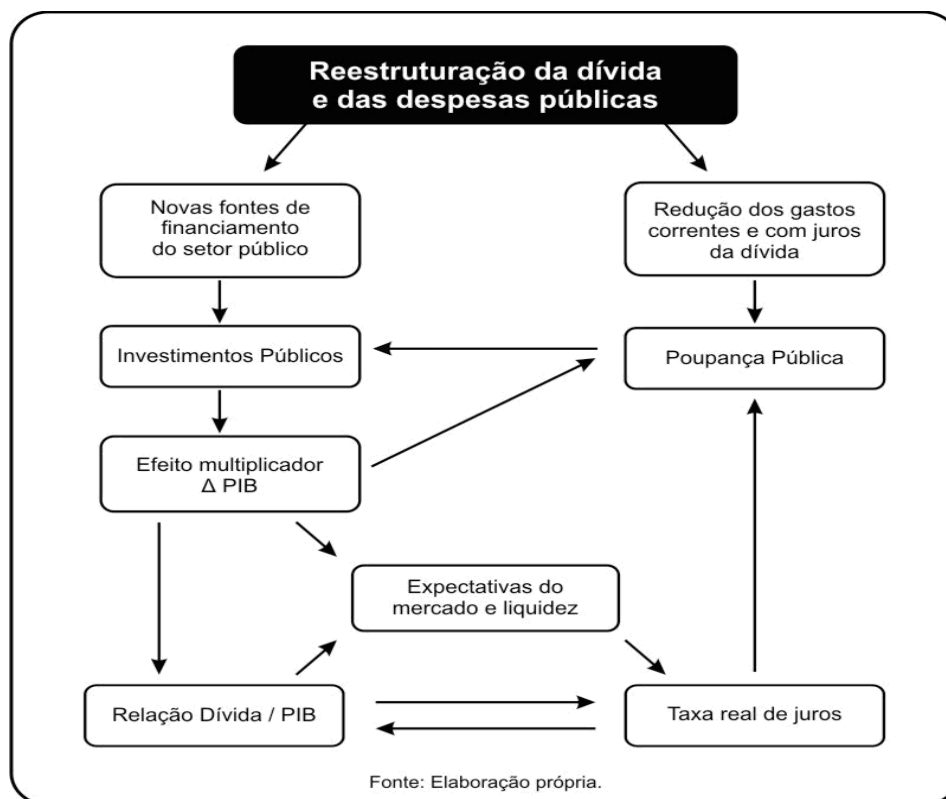 Reestruturação da dívida
e das despesas públicas
Novas fontes de
financiamento
do setor público
Redução dos gastos
correntes e com juros
da dívida
Investimentos Públicos
Poupança Pública
Efeito multiplicador
Δ PIB
Expectativas do
mercado e liquidez
Relação Dívida / PIB
Taxa real de juros
Fonte: Elaboração própria.